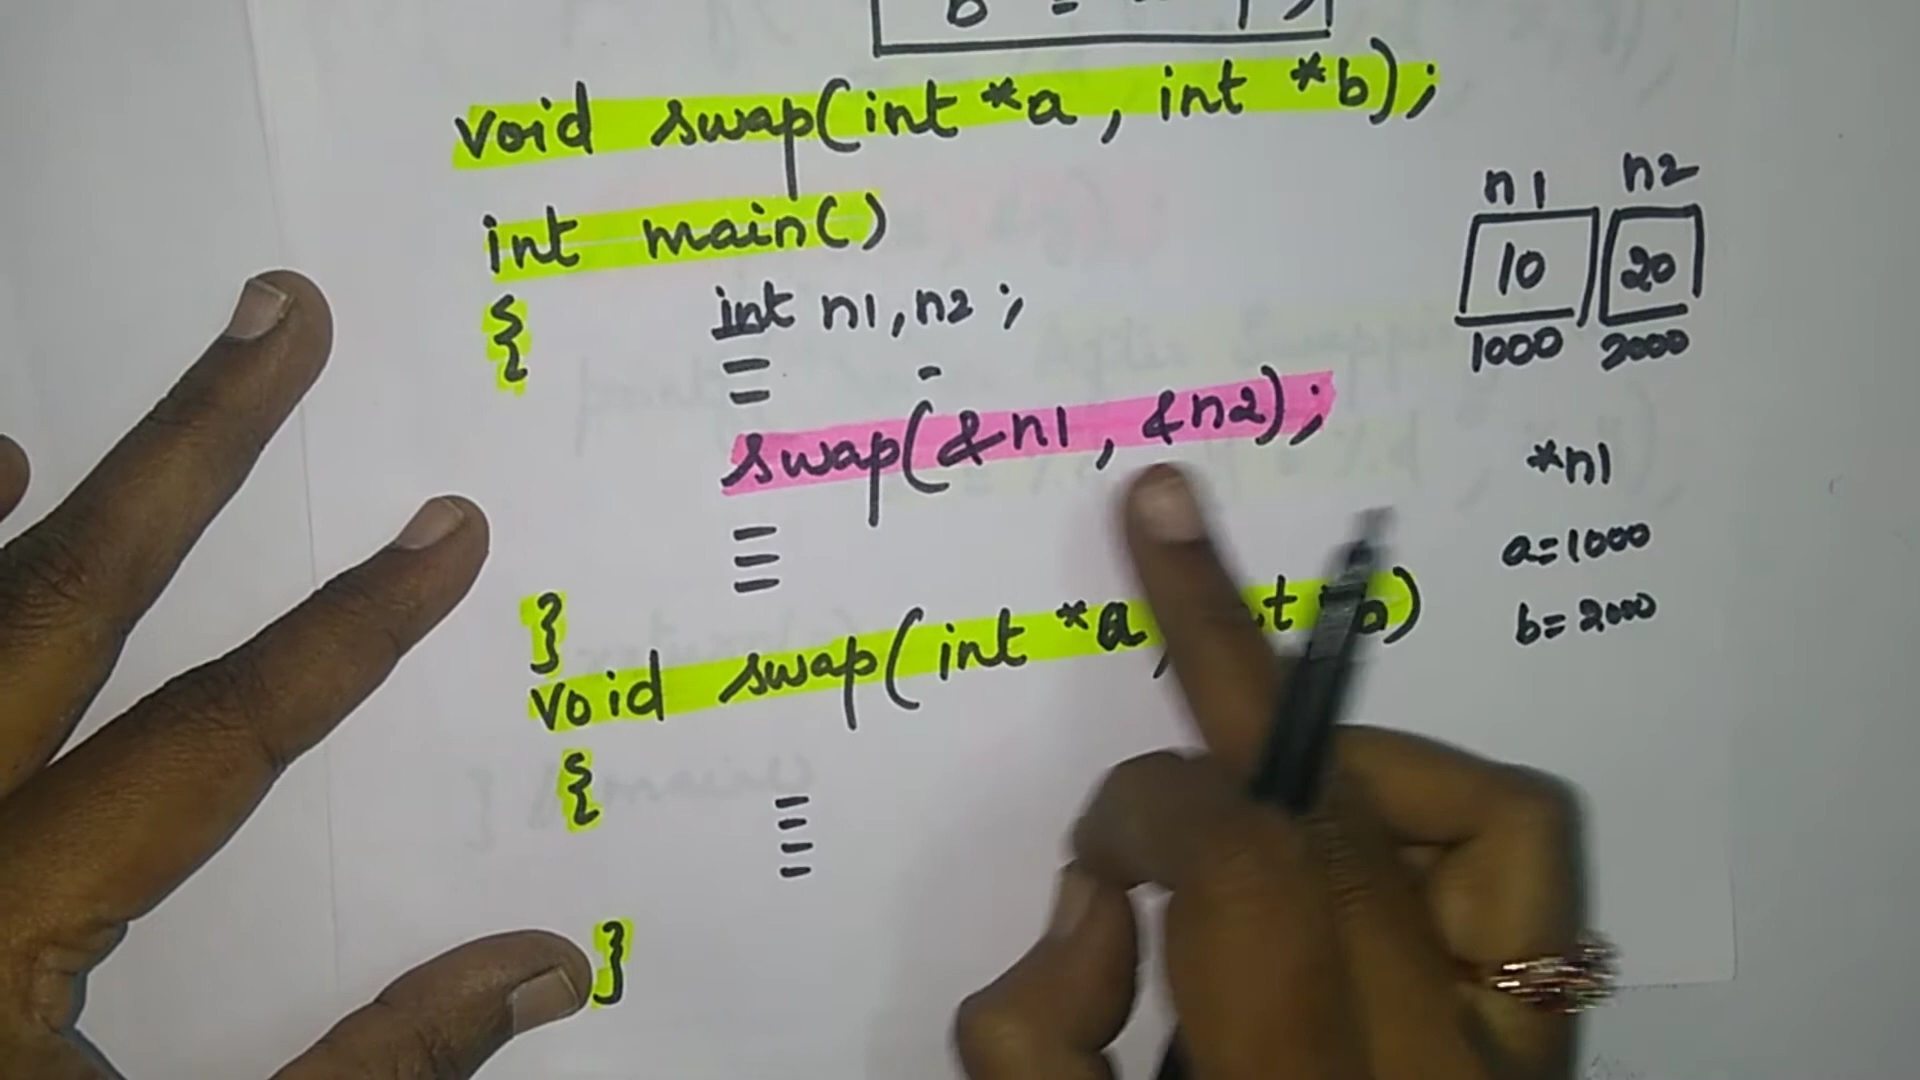 void swap(int *a, int *b);
int main()
{ int n1, n2;
swap(&n1, &n2);
}
void swap(int *a,
{
}
n1 n2
10 20
1000 2000
*n1
a=1000
b=2000